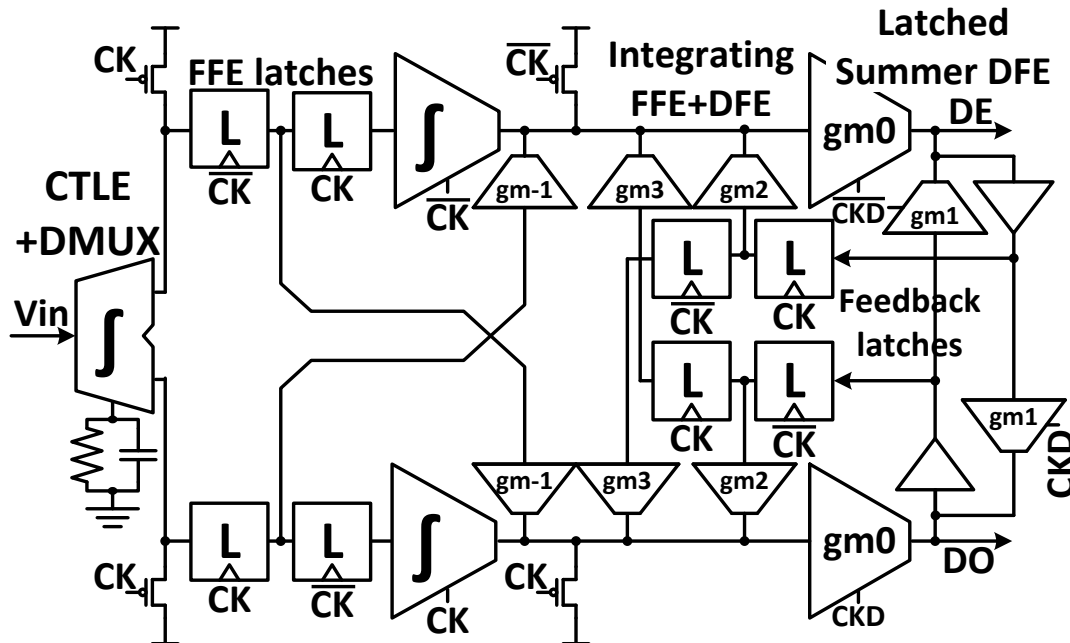 CK
FFE latches
L
CK̅
L
CK
∫
CK̅
CK̅
Integrating
FFE+DFE
Latched
Summer DFE
gm0
DE
CK̅D̅
gm-1
gm3
gm2
gm1
CTLE
+DMUX
Vin
∫
L
CK̅
L
CK
Feedback
latches
L
CK
L
CK̅
gm1
CKD
gm-1
gm3
gm2
CK
L
CK
L
CK̅
∫
CK
CK
gm0
DO
CKD